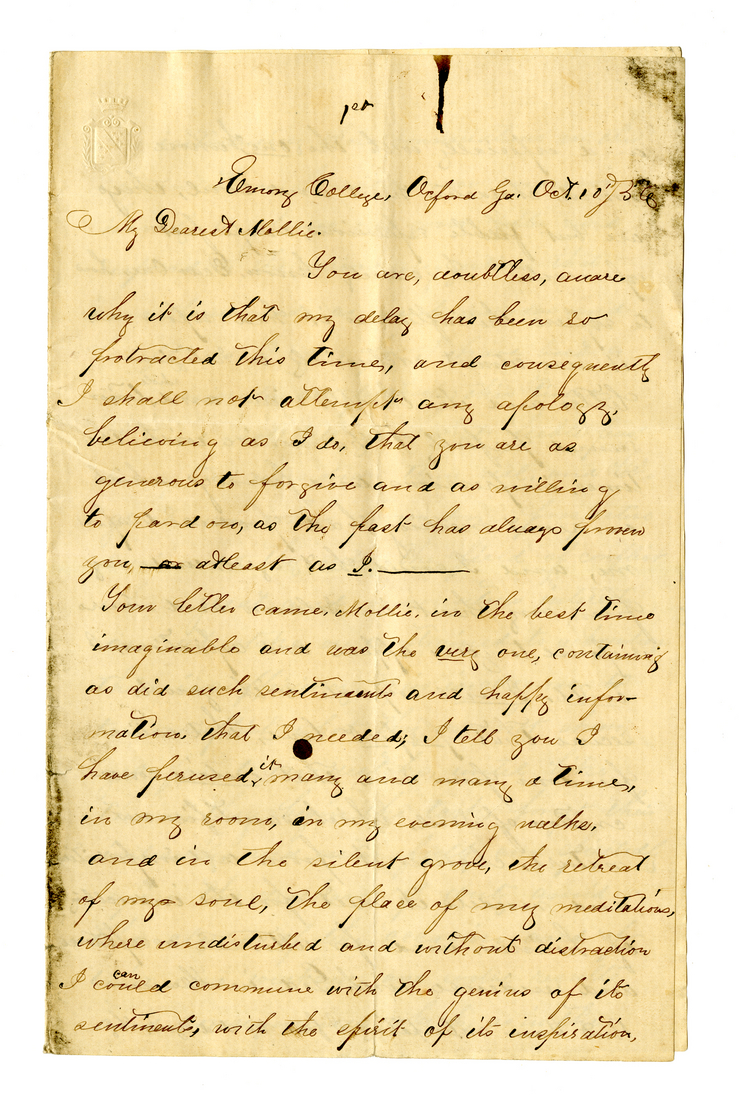 1st
Emory College, Oxford Ga. Oct. 10th/56
My Dearest Mollie.
You are, doubtless, aware
why it is that my delay has been so
protracted this time, and consequently
I shall not attempt any apology,
believing as I do, that you are as
generous to forgive and as willing
to pardon, as the past has always proven
you, as atleast as I.
Your letter came, Mollie, in the best time
imaginable and was the very one, containing
as did such sentiments and happy infor-
mation that I needed; I tell you I
have perused it many and many a time,
in my room, in my evening walks,
and in the silent grove, the retreat
of my soul, the place of my meditations,
where undisturbed and without distraction
I can could commune with the genius of its
sentiments, with the spirit of its inspiration,